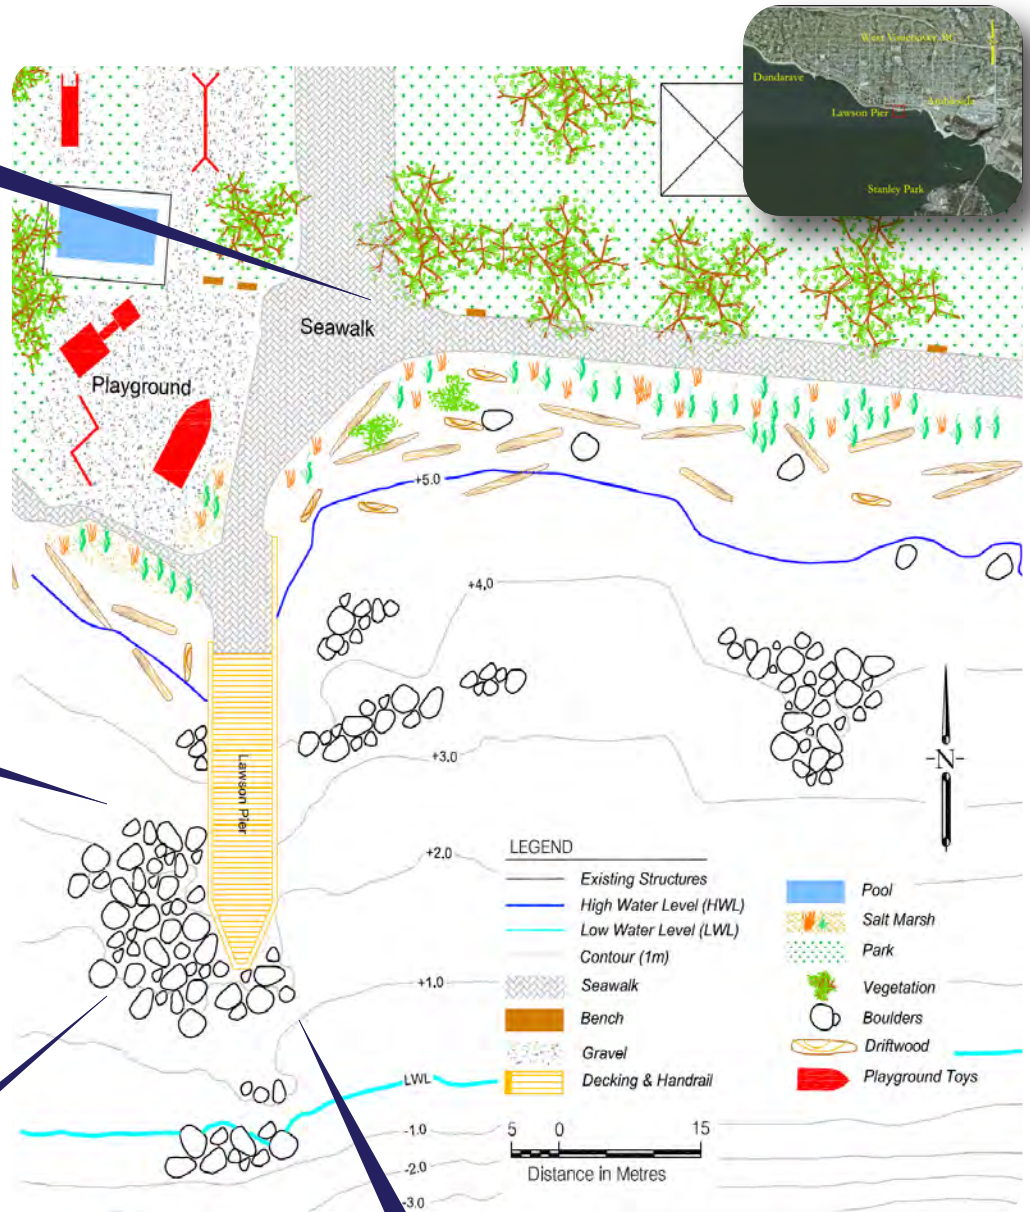 West Vancouver BC
Dundarave
Ambleside
Lawson Pier
Stanley Park
Seawalk
Playground
+5.0
+4.0
+3.0
Lawson Pier
+2.0
+1.0
LWL
-1.0
-2.0
-3.0
-N-
LEGEND
Existing Structures
High Water Level (HWL)
Low Water Level (LWL)
Contour (1m)
Seawalk
Bench
Gravel
Decking & Handrail
Pool
Salt Marsh
Park
Vegetation
Boulders
Driftwood
Playground Toys
5 0 15
Distance in Metres